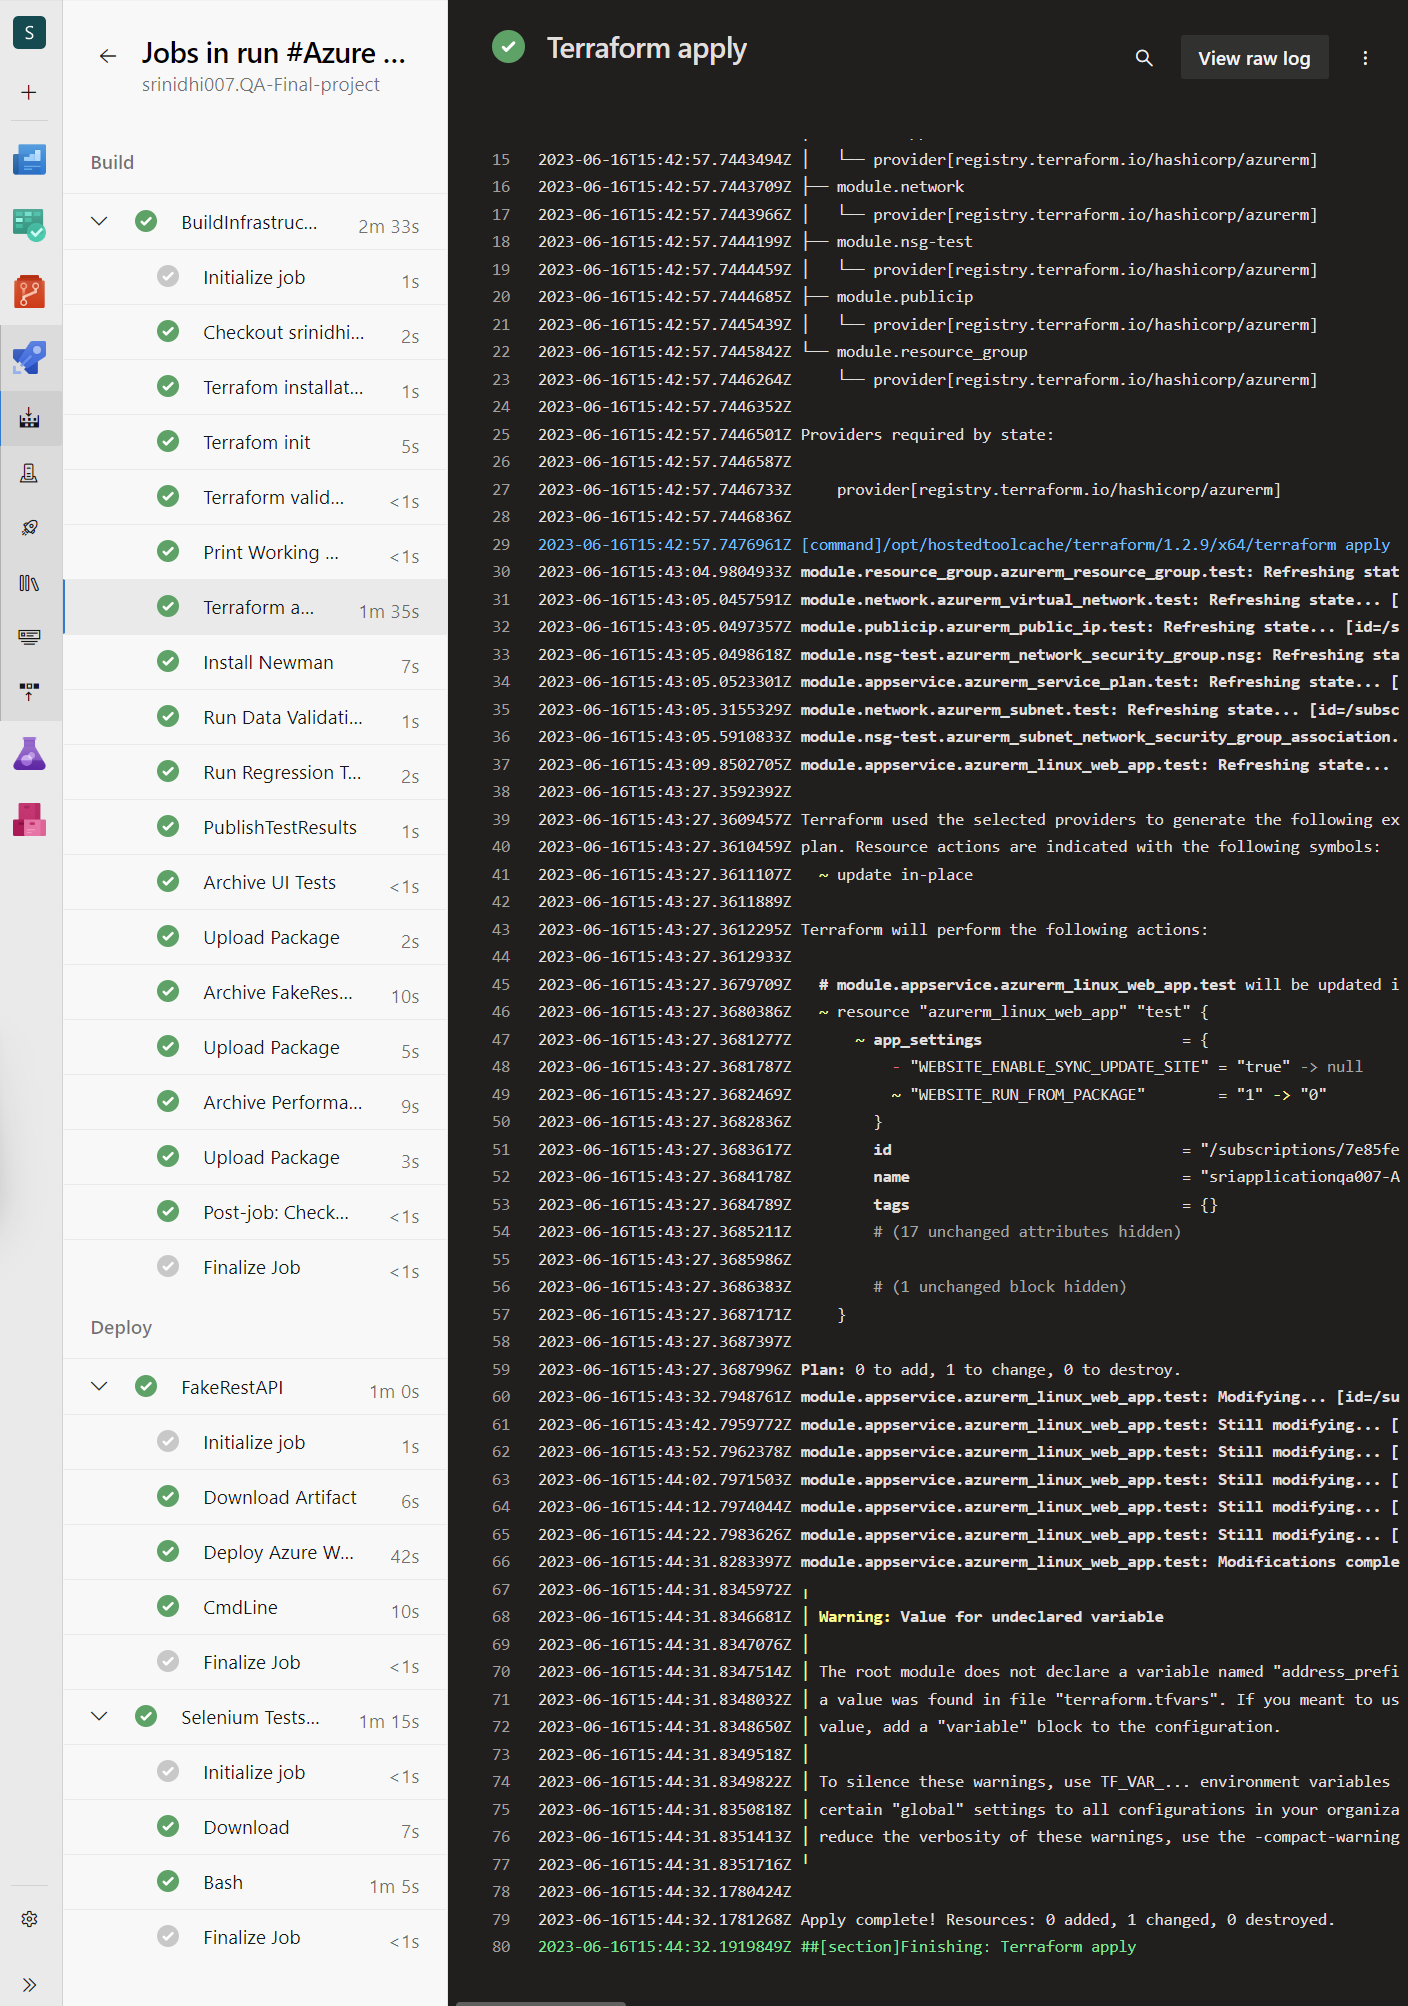 S
Jobs in run #Azure ...
srinidhi007.QA-Final-project
Build
BuildInfrastruc... 2m 33s
Initialize job 1s
Checkout srinidhi... 2s
Terrafom installat... 1s
Terrafom init 5s
Terraform valid... <1s
Print Working ... <1s
Terraform a... 1m 35s
Install Newman 7s
Run Data Validati... 1s
Run Regression T... 2s
PublishTestResults 1s
Archive UI Tests <1s
Upload Package 2s
Archive FakeRes... 10s
Upload Package 5s
Archive Performa... 9s
Upload Package 3s
Post-job: Check... <1s
Finalize Job <1s
Deploy
FakeRestAPI 1m 0s
Initialize job 1s
Download Artifact 6s
Deploy Azure W... 42s
CmdLine 10s
Finalize Job <1s
Selenium Tests... 1m 15s
Initialize job <1s
Download 7s
Bash 1m 5s
Finalize Job <1s
Terraform apply
View raw log
15 2023-06-16T15:42:57.7443494Z │   └── provider[registry.terraform.io/hashicorp/azurerm]
16 2023-06-16T15:42:57.7443709Z ├── module.network
17 2023-06-16T15:42:57.7443966Z │   └── provider[registry.terraform.io/hashicorp/azurerm]
18 2023-06-16T15:42:57.7444199Z ├── module.nsg-test
19 2023-06-16T15:42:57.7444459Z │   └── provider[registry.terraform.io/hashicorp/azurerm]
20 2023-06-16T15:42:57.7444685Z ├── module.publicip
21 2023-06-16T15:42:57.7445439Z │   └── provider[registry.terraform.io/hashicorp/azurerm]
22 2023-06-16T15:42:57.7445842Z └── module.resource_group
23 2023-06-16T15:42:57.7446264Z     └── provider[registry.terraform.io/hashicorp/azurerm]
24 2023-06-16T15:42:57.7446352Z
25 2023-06-16T15:42:57.7446501Z Providers required by state:
26 2023-06-16T15:42:57.7446587Z
27 2023-06-16T15:42:57.7446733Z     provider[registry.terraform.io/hashicorp/azurerm]
28 2023-06-16T15:42:57.7446836Z
29 2023-06-16T15:42:57.7476961Z [command]/opt/hostedtoolcache/terraform/1.2.9/x64/terraform apply
30 2023-06-16T15:43:04.9804933Z module.resource_group.azurerm_resource_group.test: Refreshing stat
31 2023-06-16T15:43:05.0457591Z module.network.azurerm_virtual_network.test: Refreshing state... [
32 2023-06-16T15:43:05.0497357Z module.publicip.azurerm_public_ip.test: Refreshing state... [id=/s
33 2023-06-16T15:43:05.0498618Z module.nsg-test.azurerm_network_security_group.nsg: Refreshing sta
34 2023-06-16T15:43:05.0523301Z module.appservice.azurerm_service_plan.test: Refreshing state... [
35 2023-06-16T15:43:05.3155329Z module.network.azurerm_subnet.test: Refreshing state... [id=/subsc
36 2023-06-16T15:43:05.5910833Z module.nsg-test.azurerm_subnet_network_security_group_association.
37 2023-06-16T15:43:09.8502705Z module.appservice.azurerm_linux_web_app.test: Refreshing state...
38 2023-06-16T15:43:27.3592392Z
39 2023-06-16T15:43:27.3609457Z Terraform used the selected providers to generate the following ex
40 2023-06-16T15:43:27.3610459Z plan. Resource actions are indicated with the following symbols:
41 2023-06-16T15:43:27.3611107Z   ~ update in-place
42 2023-06-16T15:43:27.3611889Z
43 2023-06-16T15:43:27.3612295Z Terraform will perform the following actions:
44 2023-06-16T15:43:27.3612933Z
45 2023-06-16T15:43:27.3679709Z   # module.appservice.azurerm_linux_web_app.test will be updated i
46 2023-06-16T15:43:27.3680386Z   ~ resource "azurerm_linux_web_app" "test" {
47 2023-06-16T15:43:27.3681277Z       ~ app_settings                      = {
48 2023-06-16T15:43:27.3681787Z           - "WEBSITE_ENABLE_SYNC_UPDATE_SITE" = "true" -> null
49 2023-06-16T15:43:27.3682469Z           ~ "WEBSITE_RUN_FROM_PACKAGE"        = "1" -> "0"
50 2023-06-16T15:43:27.3682836Z         }
51 2023-06-16T15:43:27.3683617Z         id                                = "/subscriptions/7e85fe
52 2023-06-16T15:43:27.3684178Z         name                              = "sriapplicationqa007-A
53 2023-06-16T15:43:27.3684789Z         tags                              = {}
54 2023-06-16T15:43:27.3685211Z         # (17 unchanged attributes hidden)
55 2023-06-16T15:43:27.3685986Z
56 2023-06-16T15:43:27.3686383Z         # (1 unchanged block hidden)
57 2023-06-16T15:43:27.3687171Z     }
58 2023-06-16T15:43:27.3687397Z
59 2023-06-16T15:43:27.3687996Z Plan: 0 to add, 1 to change, 0 to destroy.
60 2023-06-16T15:43:32.7948761Z module.appservice.azurerm_linux_web_app.test: Modifying... [id=/su
61 2023-06-16T15:43:42.7959772Z module.appservice.azurerm_linux_web_app.test: Still modifying... [
62 2023-06-16T15:43:52.7962378Z module.appservice.azurerm_linux_web_app.test: Still modifying... [
63 2023-06-16T15:44:02.7971503Z module.appservice.azurerm_linux_web_app.test: Still modifying... [
64 2023-06-16T15:44:12.7974044Z module.appservice.azurerm_linux_web_app.test: Still modifying... [
65 2023-06-16T15:44:22.7983626Z module.appservice.azurerm_linux_web_app.test: Still modifying... [
66 2023-06-16T15:44:31.8283397Z module.appservice.azurerm_linux_web_app.test: Modifications comple
67 2023-06-16T15:44:31.8345972Z ╷
68 2023-06-16T15:44:31.8346681Z │ Warning: Value for undeclared variable
69 2023-06-16T15:44:31.8347076Z │
70 2023-06-16T15:44:31.8347514Z │ The root module does not declare a variable named "address_prefi
71 2023-06-16T15:44:31.8348032Z │ a value was found in file "terraform.tfvars". If you meant to us
72 2023-06-16T15:44:31.8348650Z │ value, add a "variable" block to the configuration.
73 2023-06-16T15:44:31.8349518Z │
74 2023-06-16T15:44:31.8349822Z │ To silence these warnings, use TF_VAR_... environment variables
75 2023-06-16T15:44:31.8350818Z │ certain "global" settings to all configurations in your organiza
76 2023-06-16T15:44:31.8351413Z │ reduce the verbosity of these warnings, use the -compact-warning
77 2023-06-16T15:44:31.8351716Z ╵
78 2023-06-16T15:44:32.1780424Z
79 2023-06-16T15:44:32.1781268Z Apply complete! Resources: 0 added, 1 changed, 0 destroyed.
80 2023-06-16T15:44:32.1919849Z ##[section]Finishing: Terraform apply